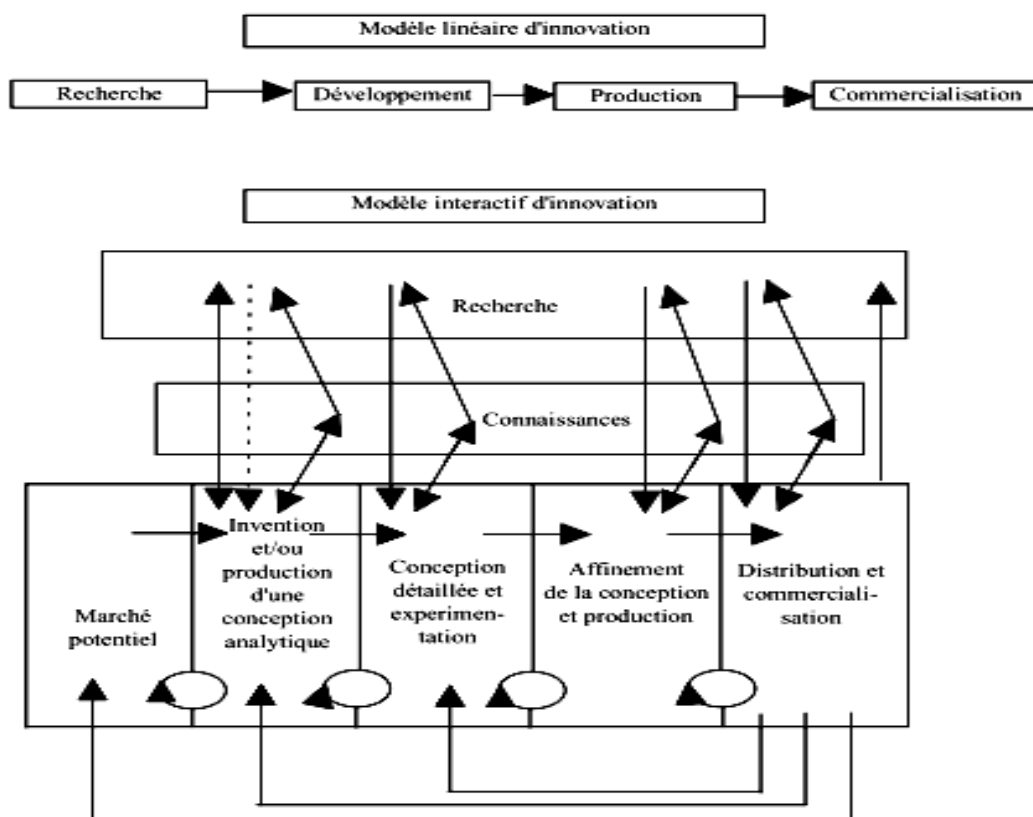 Modèle linéaire d'innovation
Recherche
Développement
Production
Commercialisation
Modèle interactif d'innovation
Recherche
Connaissances
Marché
potentiel
Invention
et/ou
production
d'une
conception
analytique
Conception
détaillée et
experimen-
tation
Affinement
de la conception
et production
Distribution et
commerciali-
sation